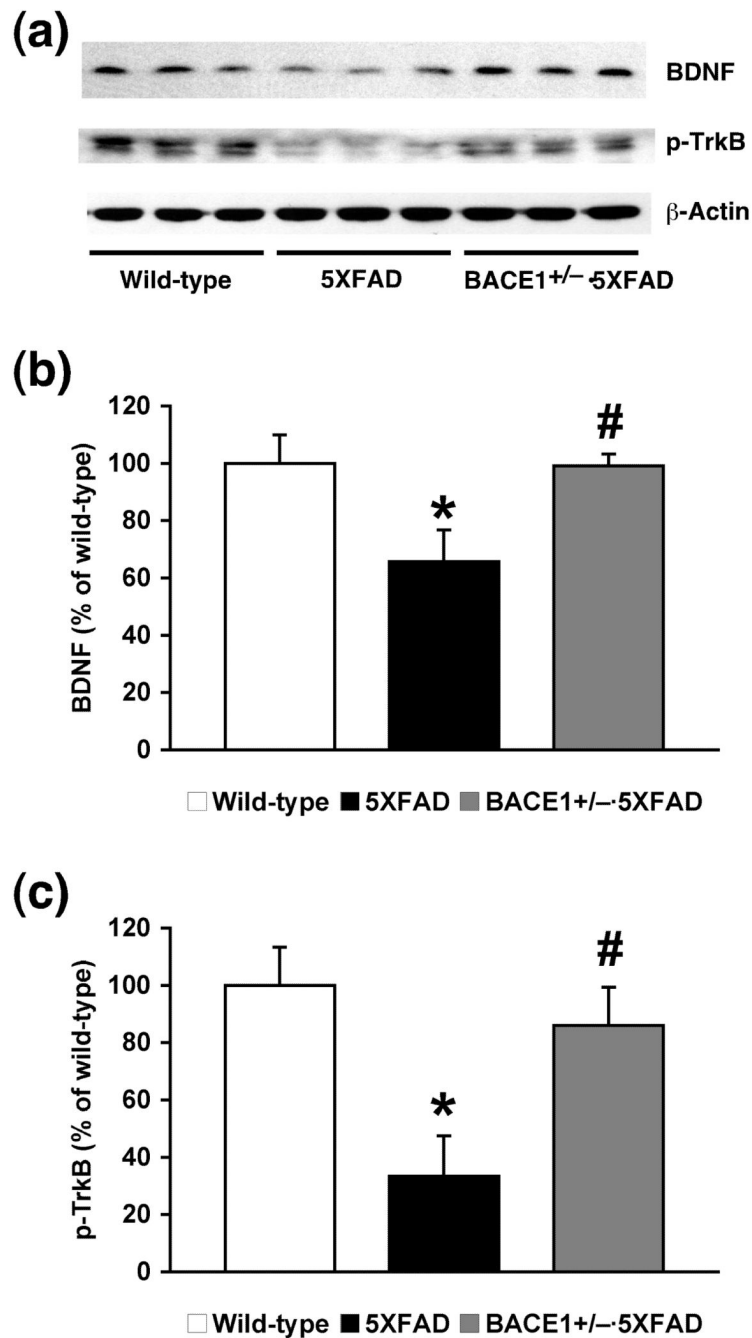 (a)
BDNF
p-TrkB
β-Actin
Wild-type 5XFAD BACE1+/−·5XFAD
(b)
BDNF (% of wild-type)
120
100
80
60
40
20
0
*
#
Wild-type 5XFAD BACE1+/−·5XFAD
(c)
p-TrkB (% of wild-type)
120
100
80
60
40
20
0
*
#
Wild-type 5XFAD BACE1+/−·5XFAD